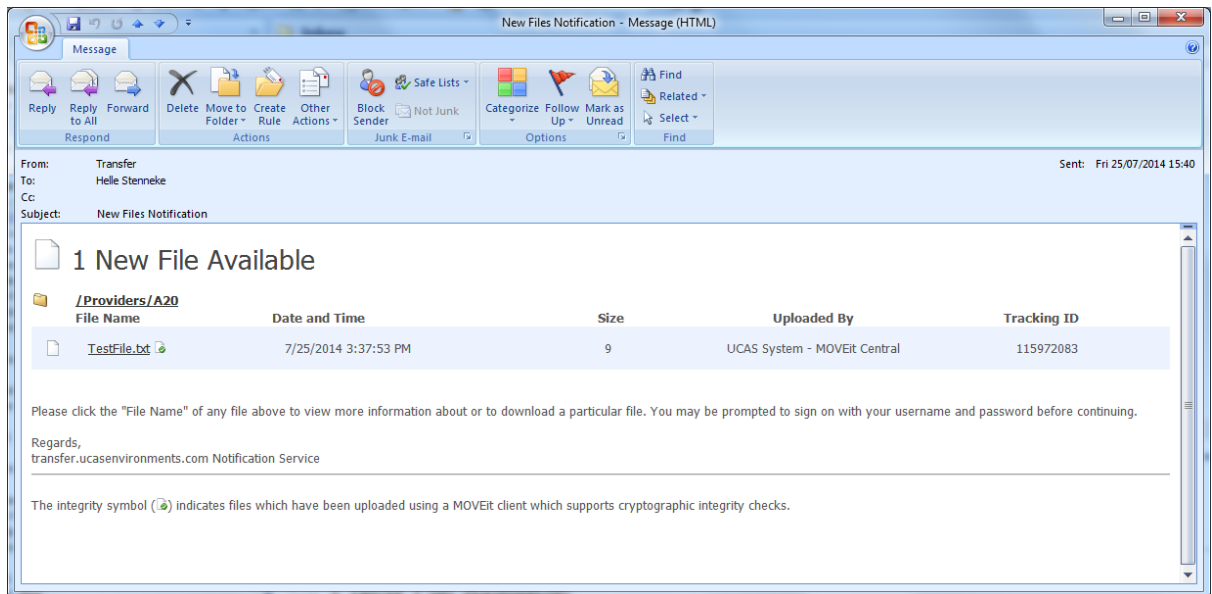 New Files Notification - Message (HTML)
Message
Reply Reply to All Forward Delete Move to Folder Create Rule Other Actions Block Sender Safe Lists Not Junk Categorize Follow Up Mark as Unread Find Related Select
Respond Actions Junk E-mail Options Find
From: Transfer Sent: Fri 25/07/2014 15:40
To: Helle Stenneke
Cc:
Subject: New Files Notification
1 New File Available
/Providers/A20
File Name Date and Time Size Uploaded By Tracking ID
TestFile.txt 7/25/2014 3:37:53 PM 9 UCAS System - MOVEit Central 115972083
Please click the "File Name" of any file above to view more information about or to download a particular file. You may be prompted to sign on with your username and password before continuing.
Regards,
transfer.ucasenvironments.com Notification Service
The integrity symbol () indicates files which have been uploaded using a MOVEit client which supports cryptographic integrity checks.